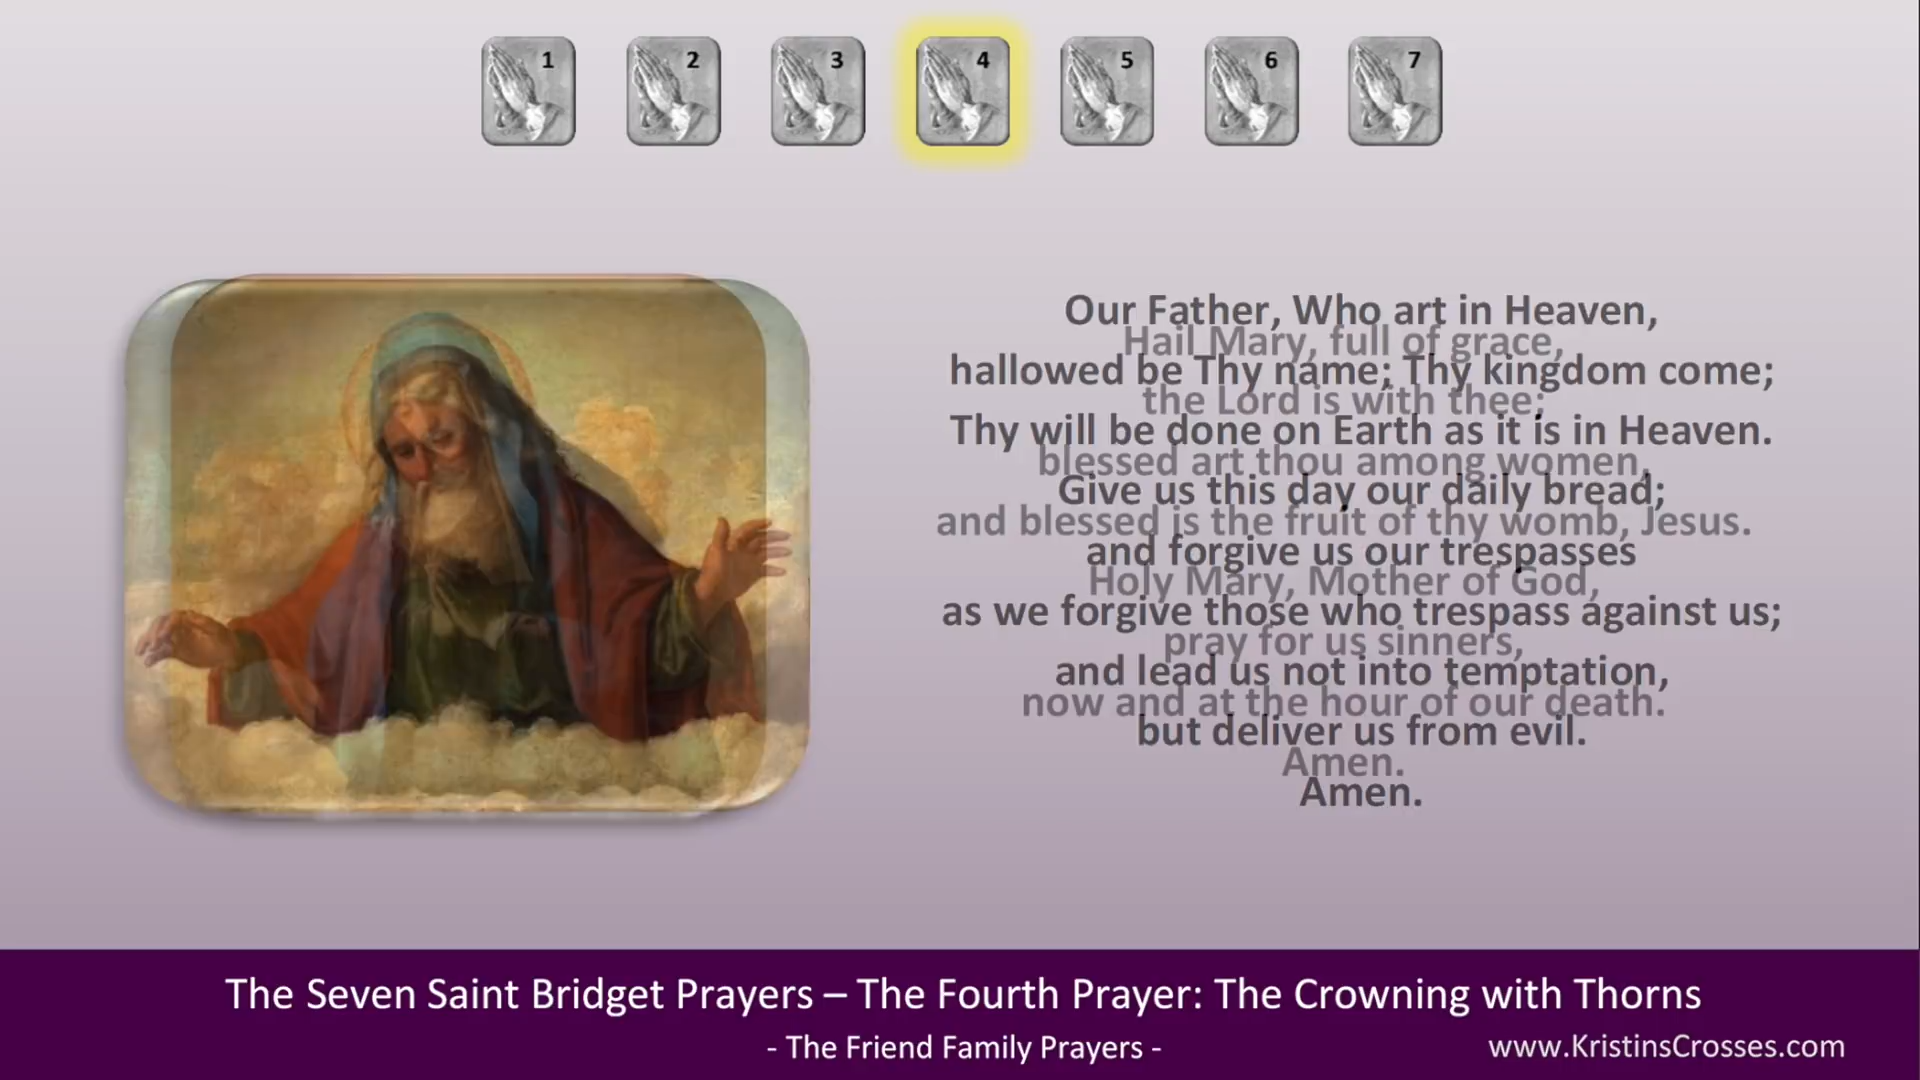 1 2 3 4 5 6 7
Our Father, Who art in Heaven,
Hail Mary, full of grace,
hallowed be Thy name; Thy kingdom come;
the Lord is with thee;
Thy will be done on Earth as it is in Heaven.
blessed art thou among women,
Give us this day our daily bread;
and blessed is the fruit of thy womb, Jesus.
and forgive us our trespasses
Holy Mary, Mother of God,
as we forgive those who trespass against us;
pray for us sinners,
and lead us not into temptation,
now and at the hour of our death.
but deliver us from evil.
Amen.
Amen.
The Seven Saint Bridget Prayers – The Fourth Prayer: The Crowning with Thorns
- The Friend Family Prayers -
www.KristinsCrosses.com